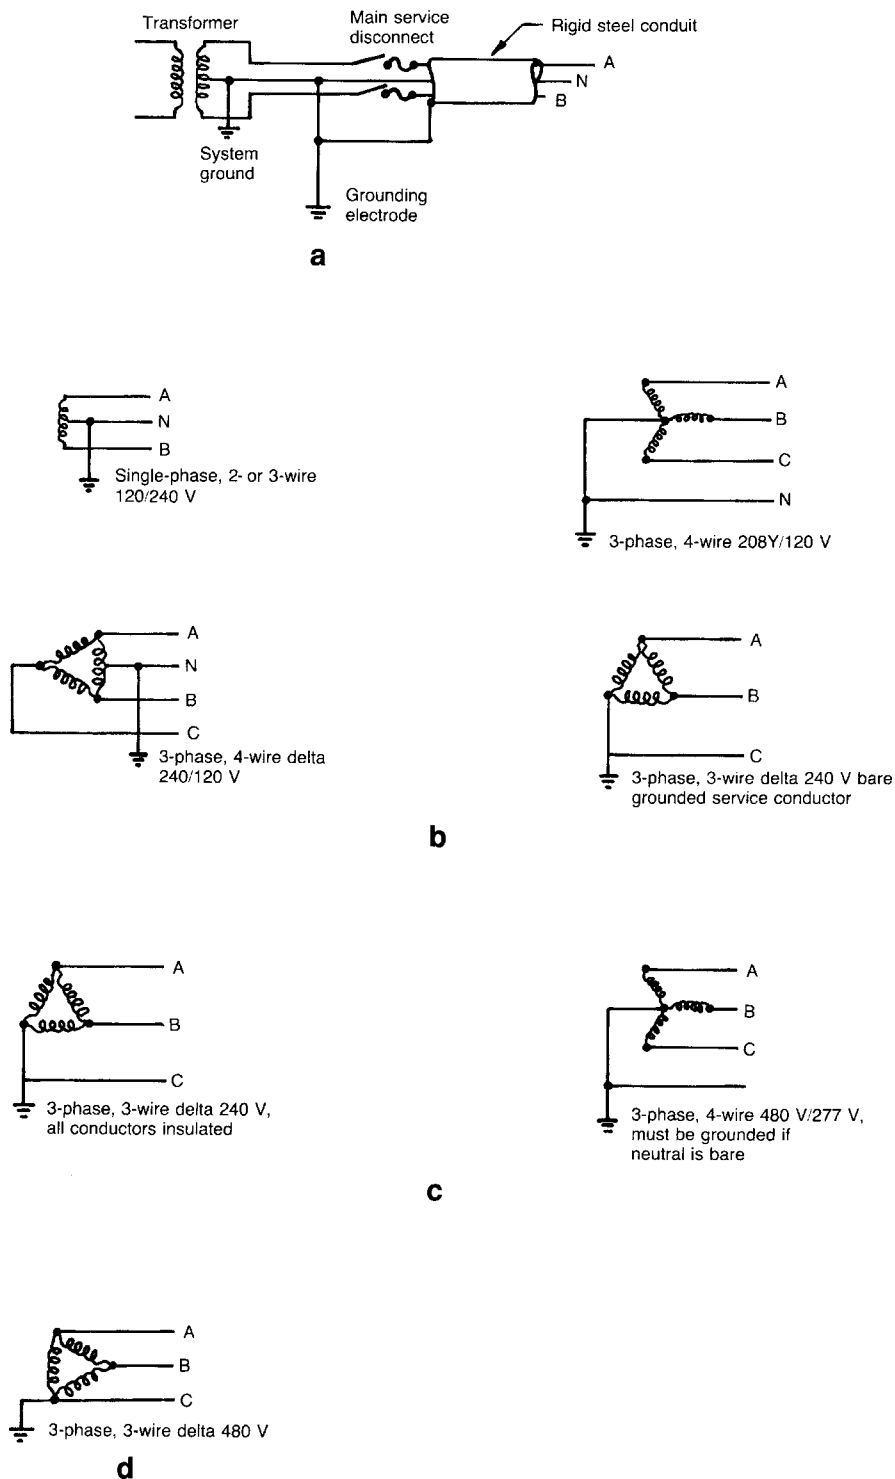 Transformer
Main service
disconnect
Rigid steel conduit
A
N
B
System
ground
Grounding
electrode
a
A
N
B
Single-phase, 2- or 3-wire
120/240 V
A
B
C
N
3-phase, 4-wire 208Y/120 V
A
N
B
C
3-phase, 4-wire delta
240/120 V
A
B
C
3-phase, 3-wire delta 240 V bare
grounded service conductor
b
A
B
C
3-phase, 3-wire delta 240 V,
all conductors insulated
A
B
C
3-phase, 4-wire 480 V/277 V,
must be grounded if
neutral is bare
c
A
B
C
3-phase, 3-wire delta 480 V
d